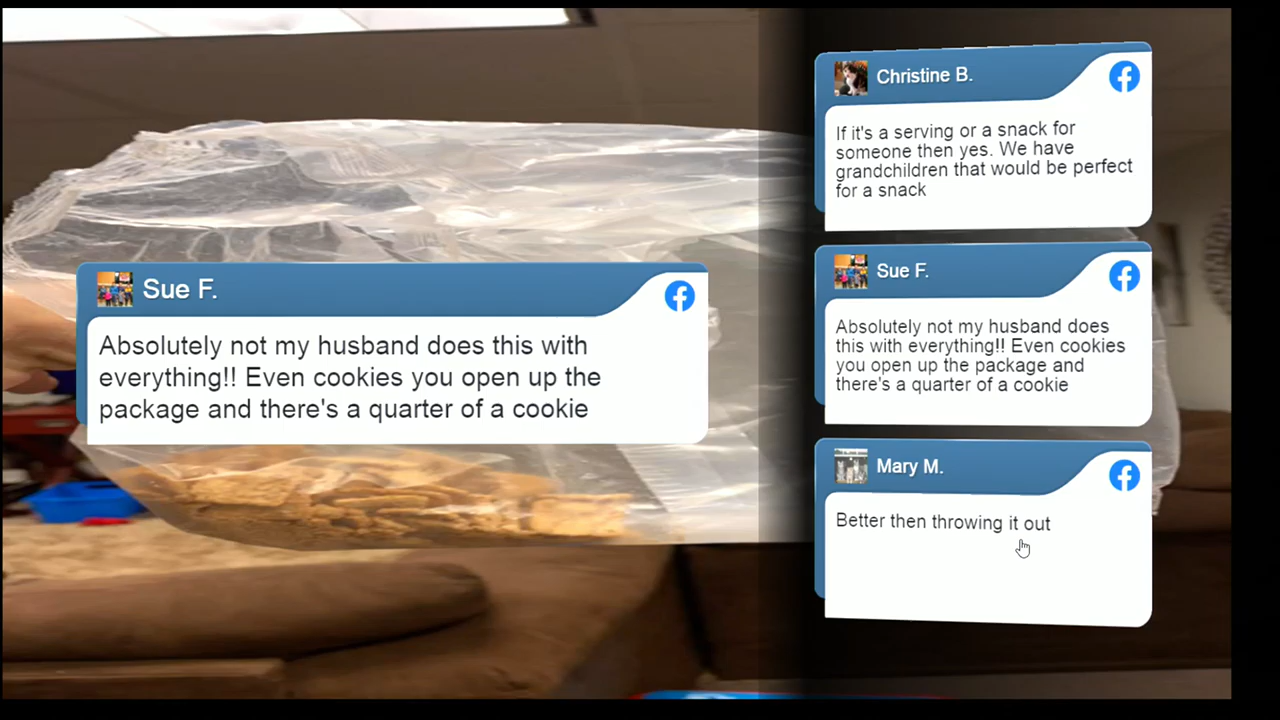 Sue F.
Absolutely not my husband does this with
everything!! Even cookies you open up the
package and there's a quarter of a cookie
Christine B.
If it's a serving or a snack for
someone then yes. We have
grandchildren that would be perfect
for a snack
Sue F.
Absolutely not my husband does
this with everything!! Even cookies
you open up the package and
there's a quarter of a cookie
Mary M.
Better then throwing it out